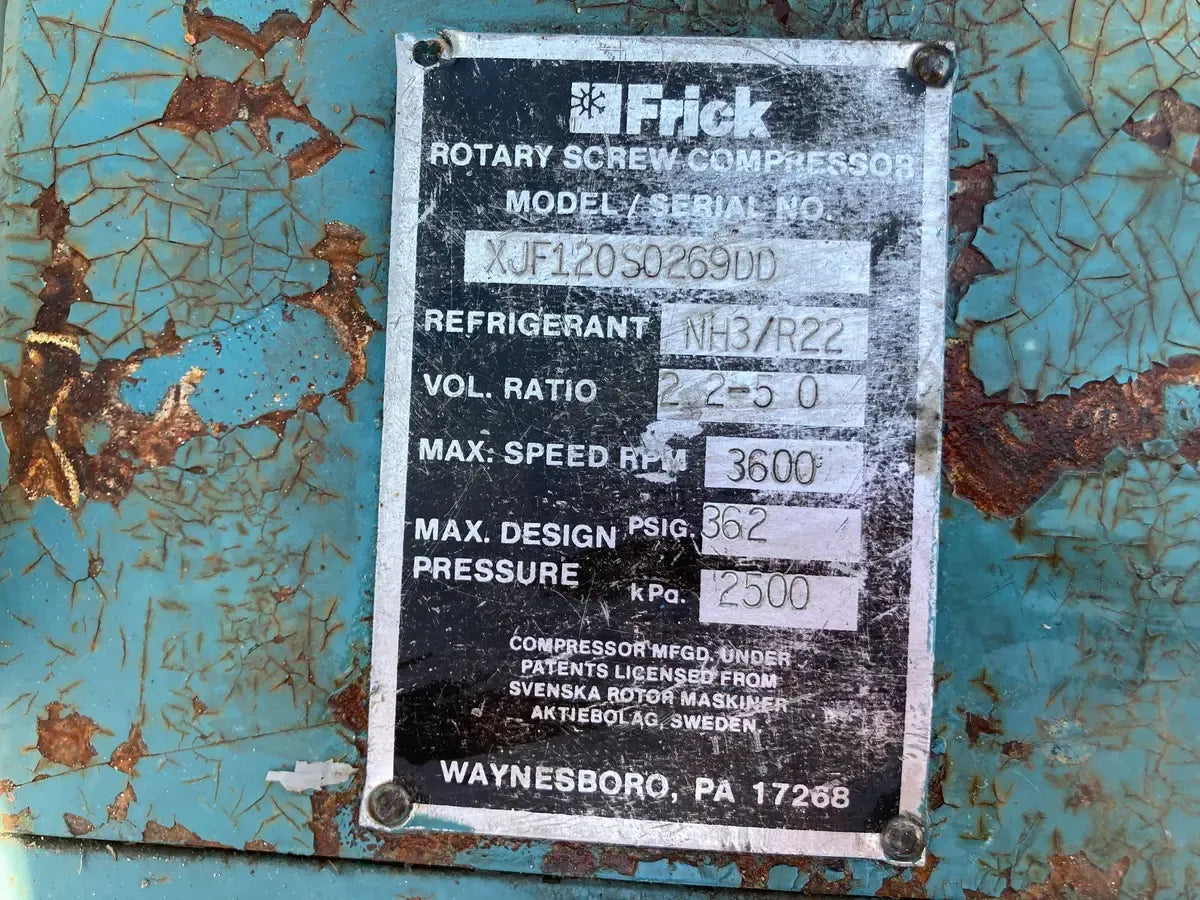 Frick
ROTARY SCREW COMPRESSOR
MODEL / SERIAL NO.
XJF120S0269DD
REFRIGERANT NH3/R22
VOL. RATIO 2 2-5 0
MAX. SPEED RPM 3600
MAX. DESIGN PRESSURE PSIG. 362
kPa. 2500
COMPRESSOR MFGD. UNDER
PATENTS LICENSED FROM
SVENSKA ROTOR MASKINER
AKTIEBOLAG, SWEDEN
WAYNESBORO, PA 17268